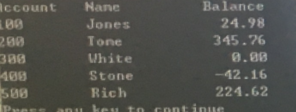 Account Name Balance
100 Jones 24.98
200 Tone 345.76
300 White 0.00
400 Stone -42.16
500 Rich 224.62
Press any key to continue